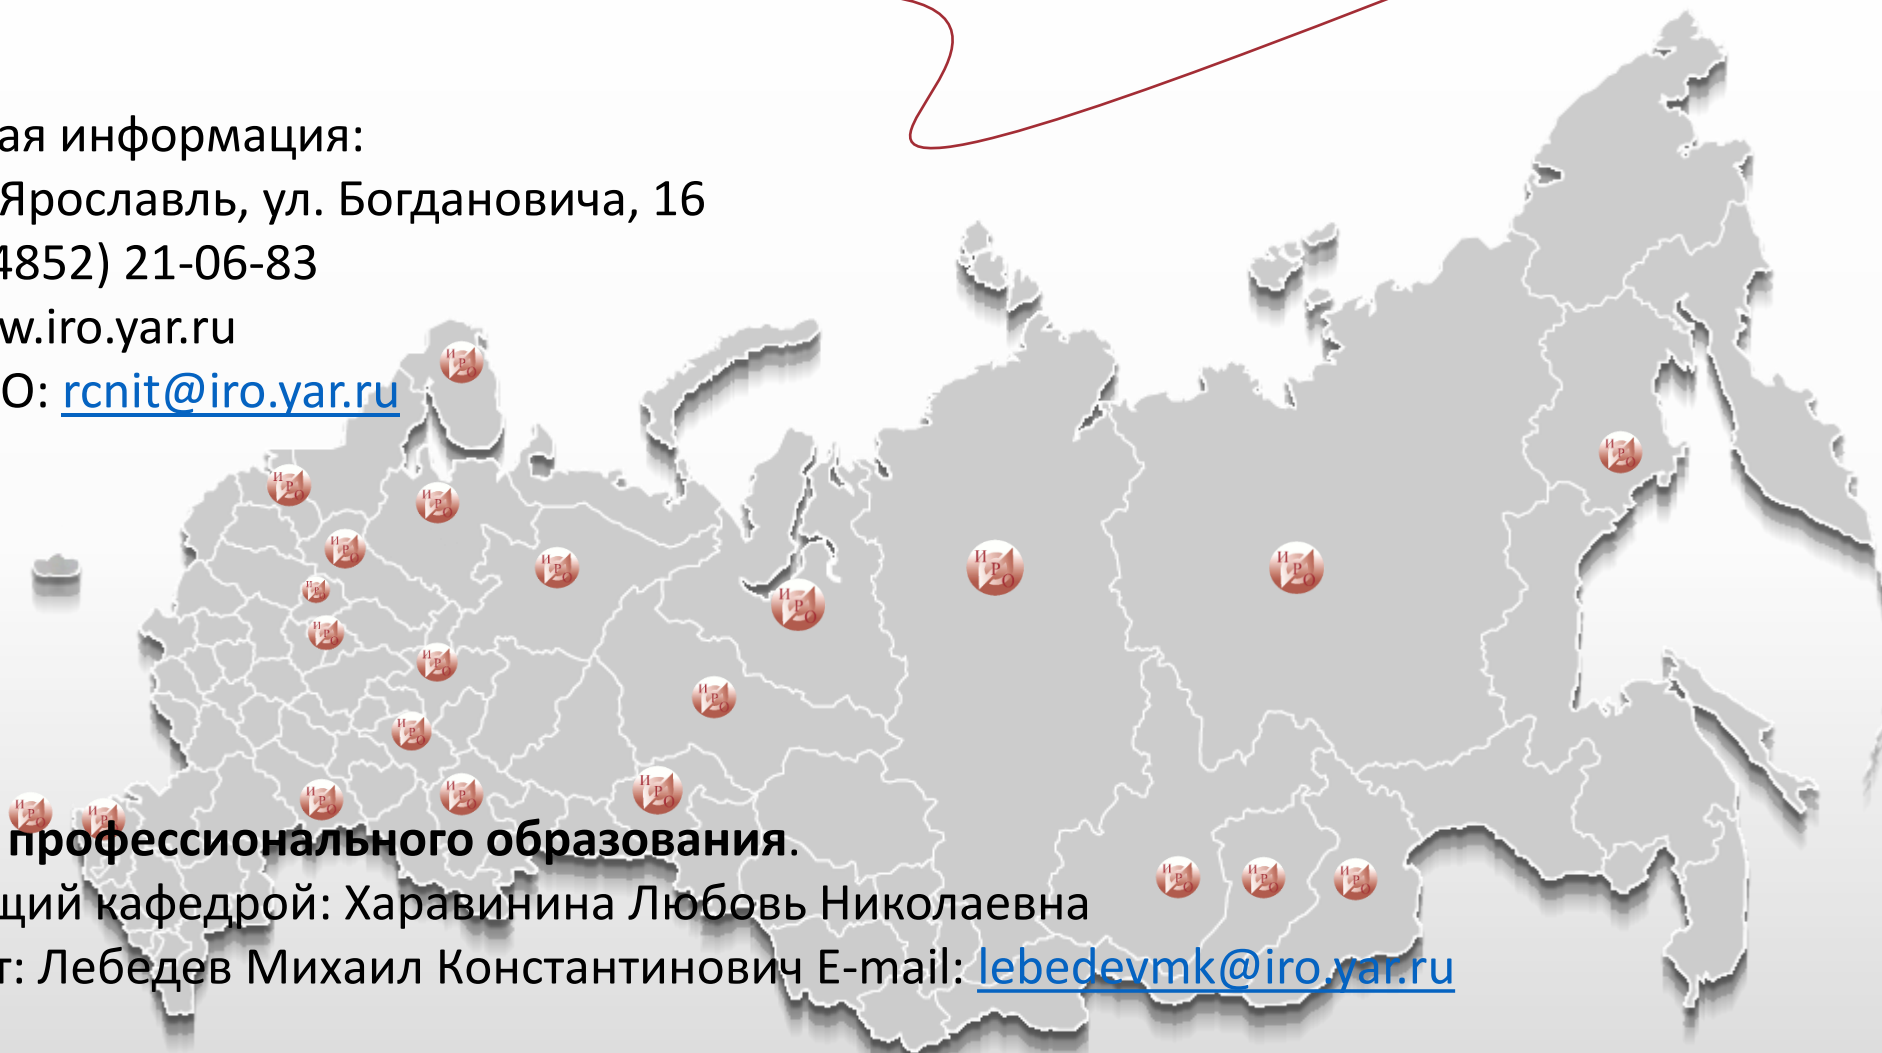 ая информация:
Ярославль, ул. Богдановича, 16
4852) 21-06-83
w.iro.yar.ru
О: rcnit@iro.yar.ru
профессионального образования.
щий кафедрой: Харавинина Любовь Николаевна
т: Лебедев Михаил Константинович E-mail: lebedevmk@iro.yar.ru